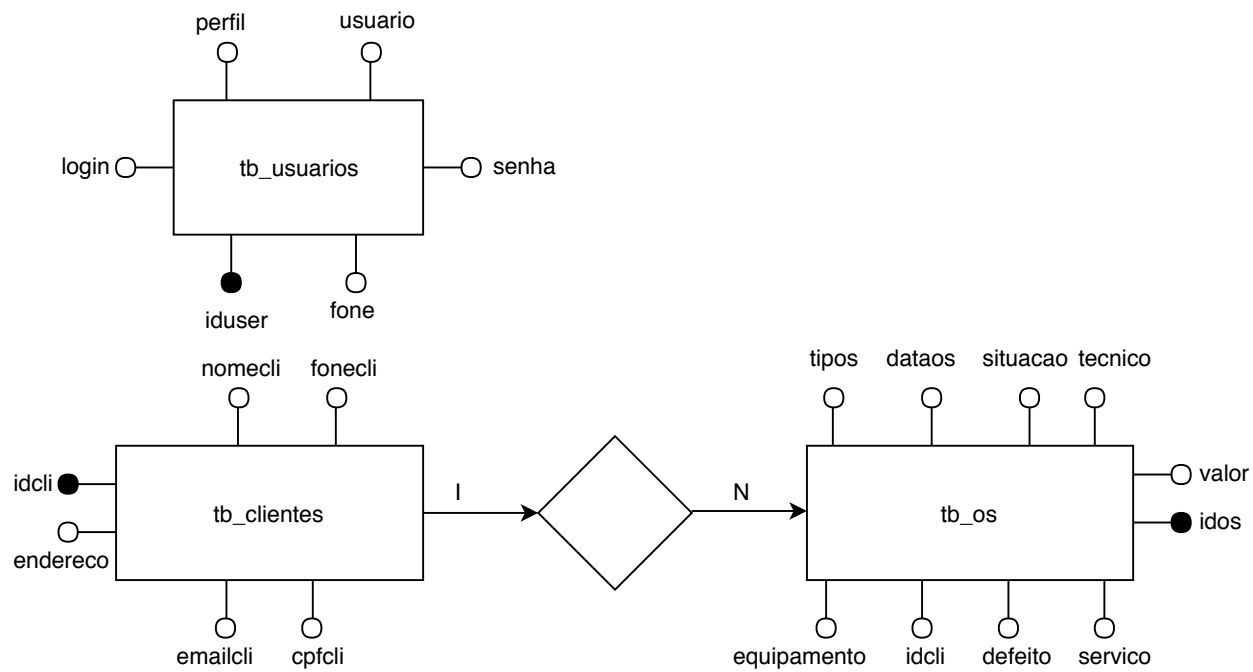 perfil
usuario
login
tb_usuarios
senha
iduser
fone
nomecli
fonecli
tipos
dataos
situacao
tecnico
idcli
endereco
tb_clientes
I
N
tb_os
valor
idos
emailcli
cpfcli
equipamento
idcli
defeito
servico